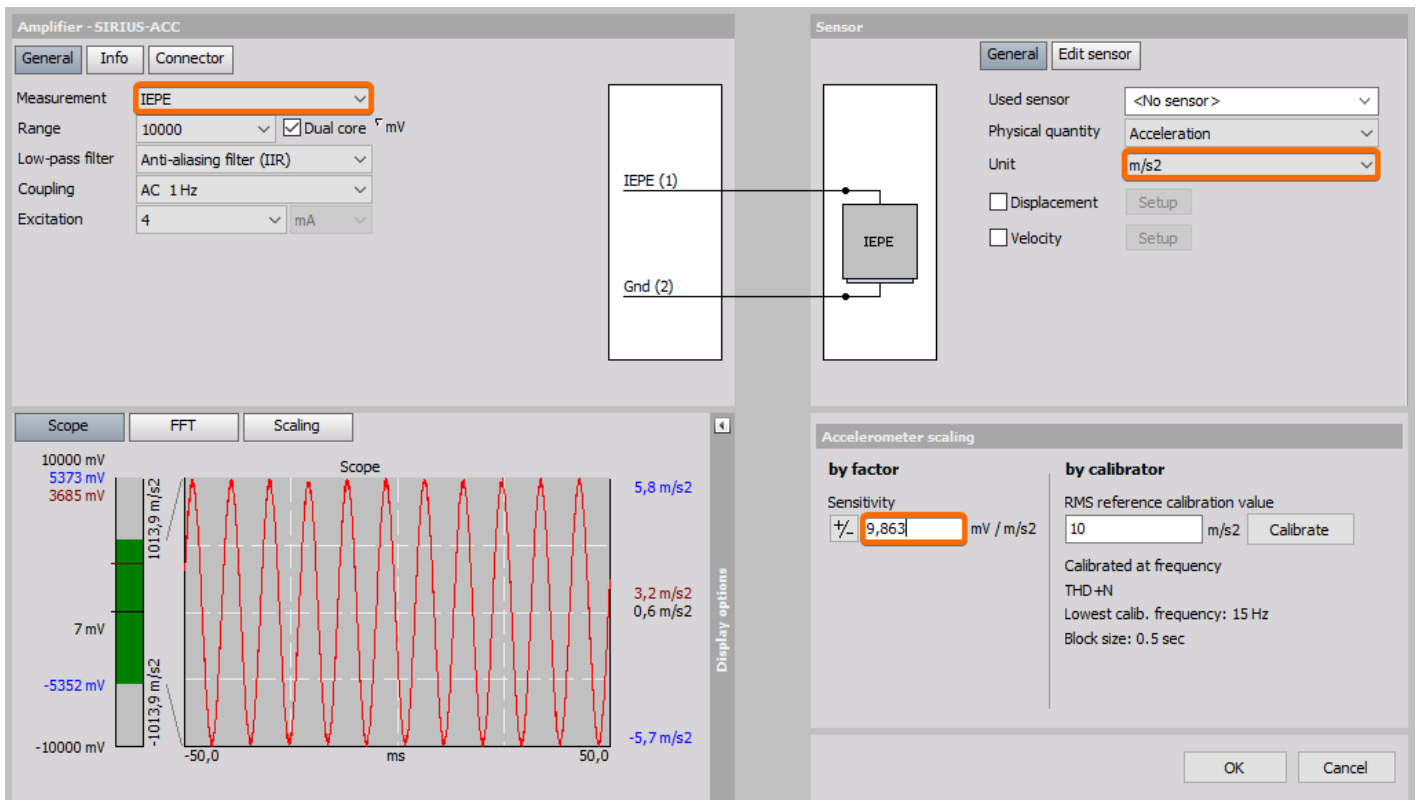 Amplifier - SIRIUS-ACC
General Info Connector
Measurement IEPE
Range 10000 Dual core mV
Low-pass filter Anti-aliasing filter (IIR)
Coupling AC 1 Hz
Excitation 4 mA
IEPE (1)
Gnd (2)
Sensor
General Edit sensor
IEPE
Used sensor <No sensor>
Physical quantity Acceleration
Unit m/s2
Displacement Setup
Velocity Setup
Scope FFT Scaling
Scope
10000 mV
5373 mV
3685 mV
7 mV
-5352 mV
-10000 mV
1013,9 m/s2
-1013,9 m/s2
5,8 m/s2
3,2 m/s2
0,6 m/s2
-5,7 m/s2
-50,0 ms 50,0
Display options
Accelerometer scaling
by factor
Sensitivity
+/- 9,863 mV / m/s2
by calibrator
RMS reference calibration value
10 m/s2 Calibrate
Calibrated at frequency
THD+N
Lowest calib. frequency: 15 Hz
Block size: 0.5 sec
OK Cancel